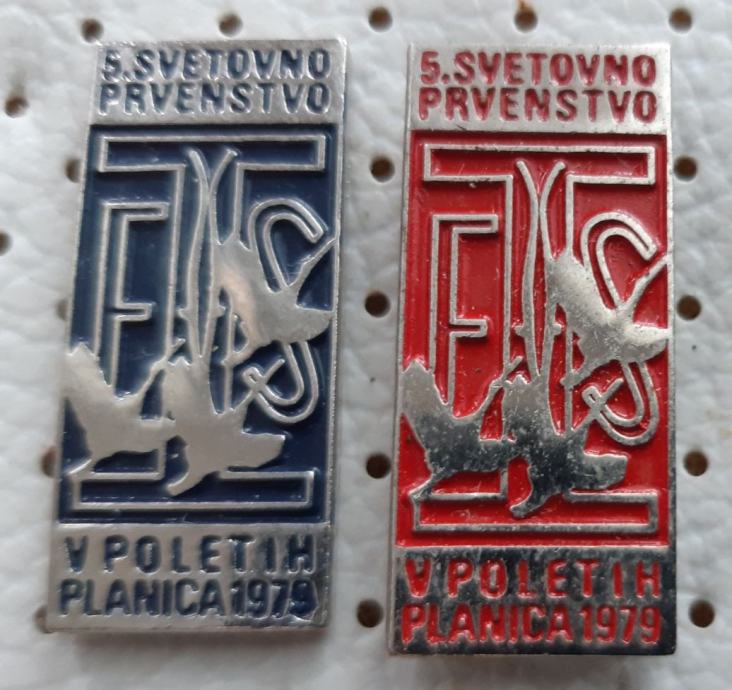 5.SVETOVNO
PRVENSTVO
FIS
V POLETIH
PLANICA 1979
5.SVETOVNO
PRVENSTVO
FIS
V POLETIH
PLANICA 1979